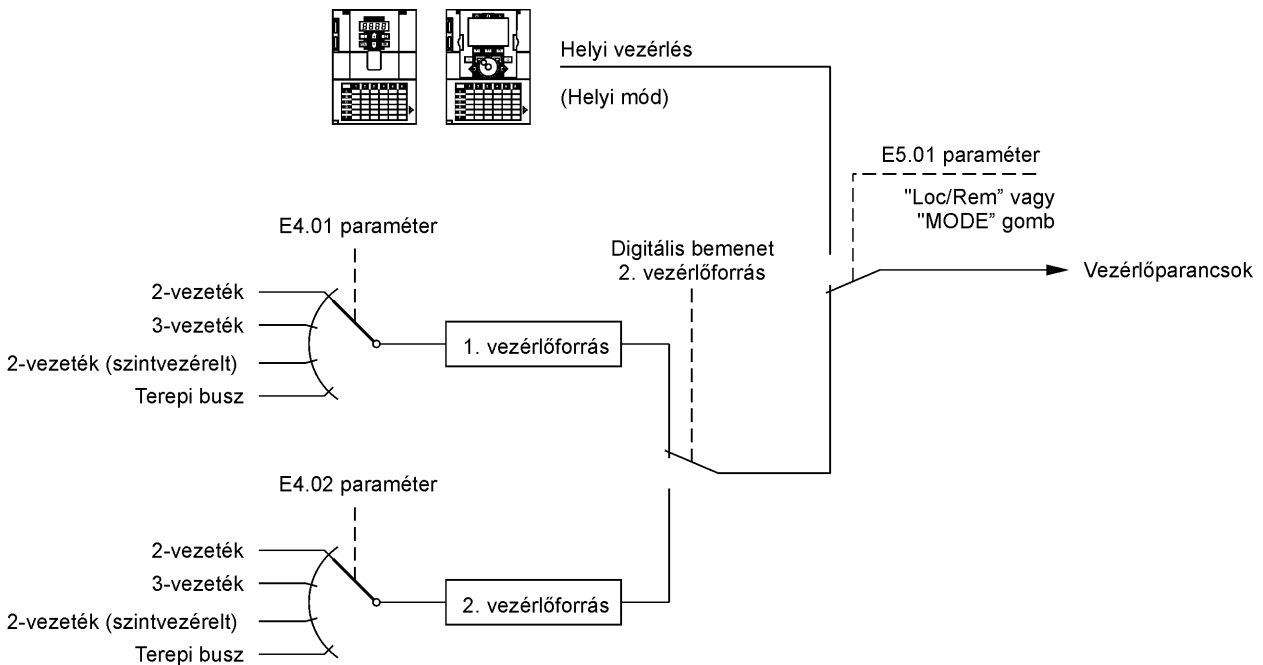 Helyi vezérlés
(Helyi mód)
E5.01 paraméter
"Loc/Rem” vagy
"MODE” gomb
Vezérlőparancsok
E4.01 paraméter
Digitális bemenet
2. vezérlőforrás
2-vezeték
3-vezeték
2-vezeték (szintvezérelt)
Terepi busz
1. vezérlőforrás
E4.02 paraméter
2-vezeték
3-vezeték
2-vezeték (szintvezérelt)
Terepi busz
2. vezérlőforrás